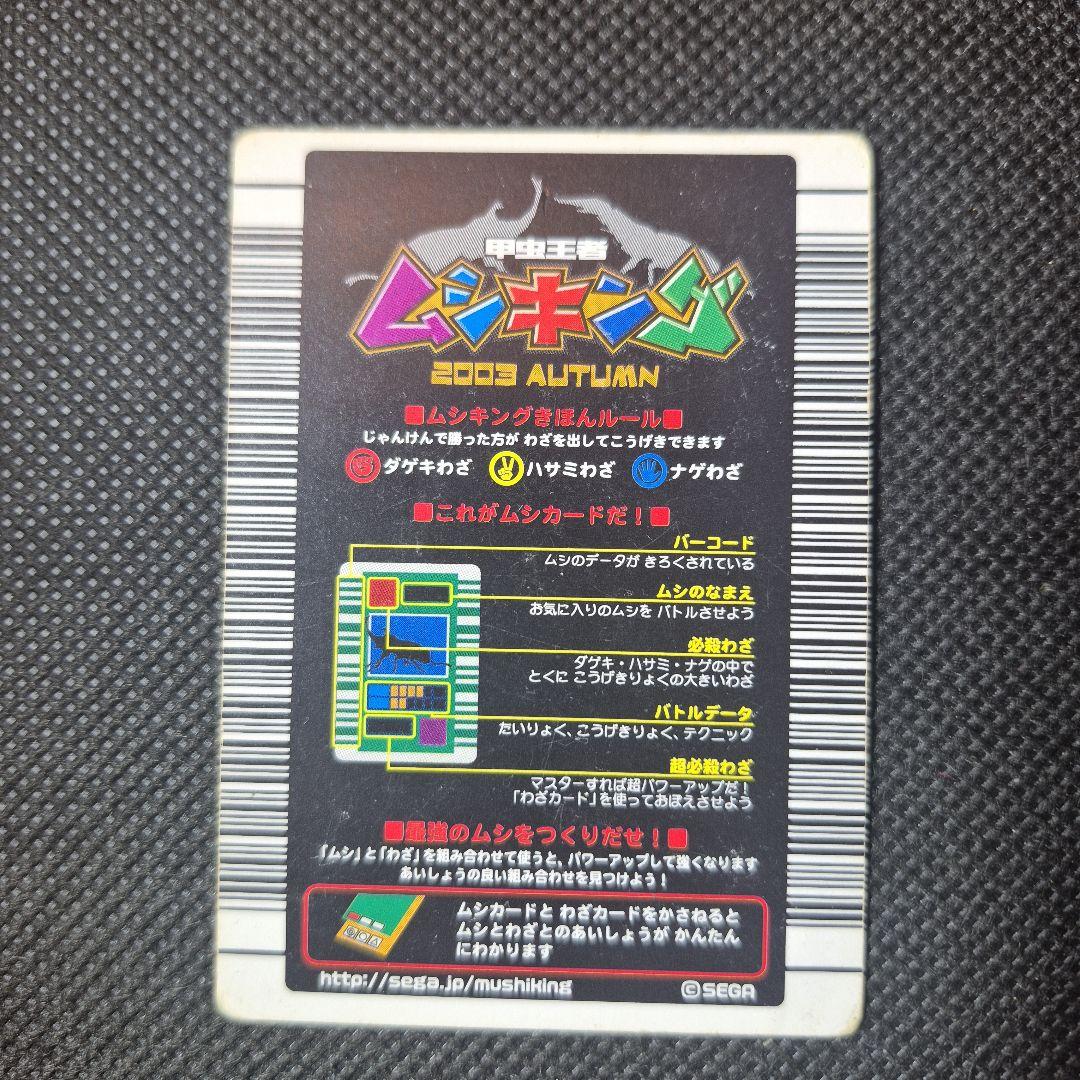 甲虫王者
ムシキング
2003 AUTUMN
■ムシキングきほんルール■
じゃんけんで勝った方が わざを出してこうげきできます
ダゲキわざ ハサミわざ ナゲわざ
■これがムシカードだ！■
バーコード
ムシのデータが きろくされている
ムシのなまえ
お気に入りのムシを バトルさせよう
必殺わざ
ダゲキ・ハサミ・ナゲの中で
とくに こうげきりょくの大きいわざ
バトルデータ
たいりょく、こうげきりょく、テクニック
超必殺わざ
マスターすれば超パワーアップだ！
「わざカード」を使っておぼえさせよう
■最強のムシをつくりだせ！■
「ムシ」と「わざ」を組み合わせて使うと、パワーアップして強くなります
あいしょうの良い組み合わせを見つけよう！
ムシカードと わざカードをかさねると
ムシとわざとのあいしょうが かんたん
にわかります
http://sega.jp/mushiking
©SEGA